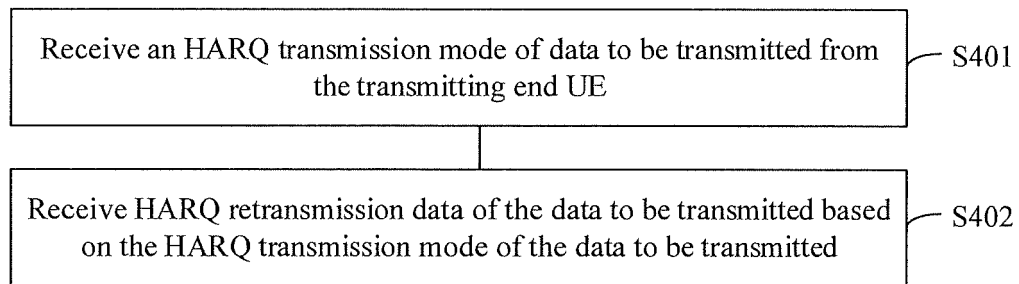 Receive an HARQ transmission mode of data to be transmitted from
the transmitting end UE
S401
Receive HARQ retransmission data of the data to be transmitted based
on the HARQ transmission mode of the data to be transmitted
S402